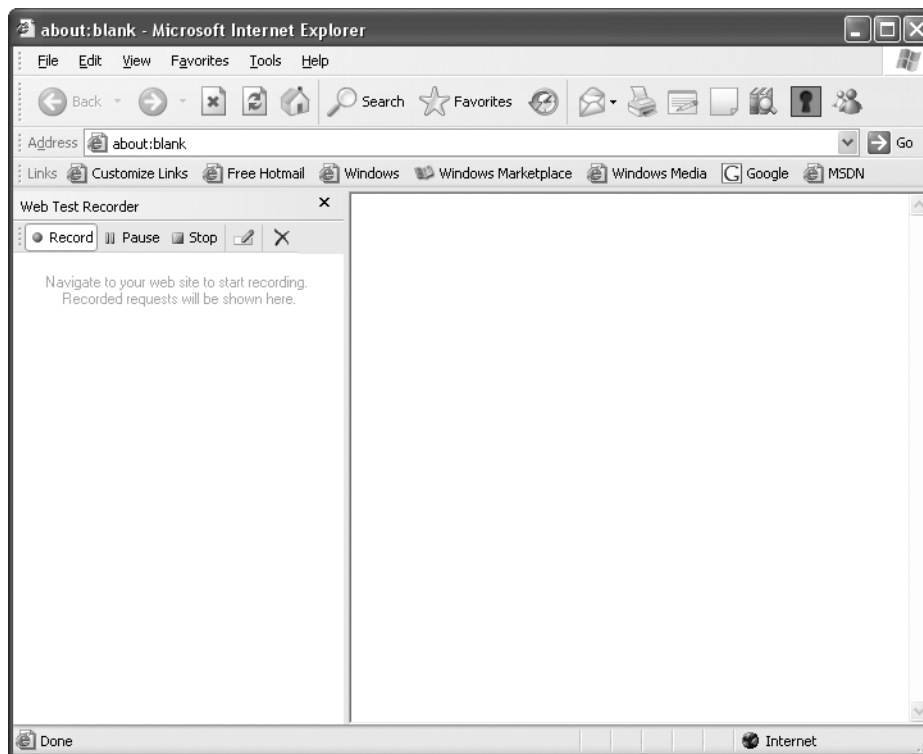 about:blank - Microsoft Internet Explorer
File Edit View Favorites Tools Help
Back Search Favorites
Address about:blank Go
Links Customize Links Free Hotmail Windows Windows Marketplace Windows Media G Google MSDN
Web Test Recorder
Record Pause Stop
Navigate to your web site to start recording.
Recorded requests will be shown here.
Done Internet